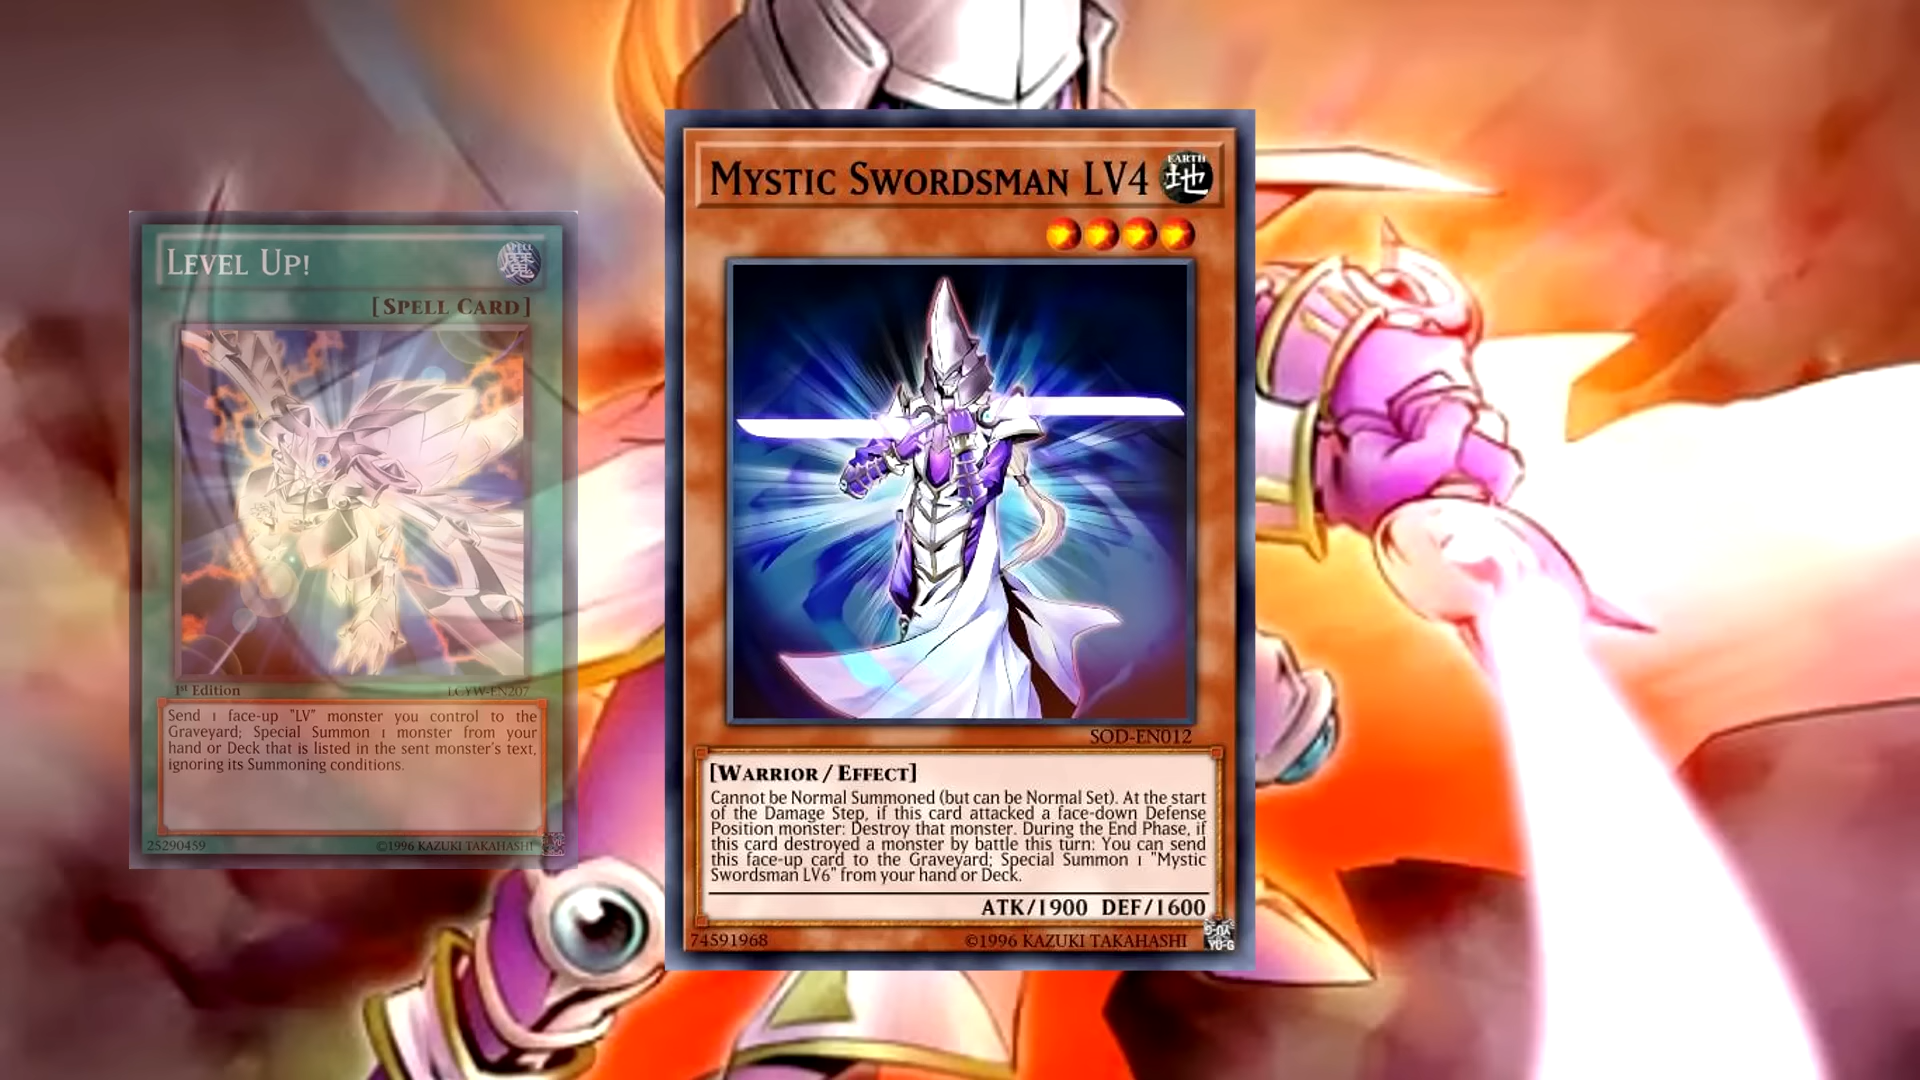 LEVEL UP!
SPELL
魔
[SPELL CARD]
1st Edition
LCYW-EN207
Send 1 face-up "LV" monster you control to the
Graveyard; Special Summon 1 monster from your
hand or Deck that is listed in the sent monster's text,
ignoring its Summoning conditions.
25290459
©1996 KAZUKI TAKAHASHI
MYSTIC SWORDSMAN LV4
EARTH
地
SOD-EN012
[WARRIOR / EFFECT]
Cannot be Normal Summoned (but can be Normal Set). At the start
of the Damage Step, if this card attacked a face-down Defense
Position monster: Destroy that monster. During the End Phase, if
this card destroyed a monster by battle this turn: You can send
this face-up card to the Graveyard; Special Summon 1 "Mystic
Swordsman LV6" from your hand or Deck.
ATK/1900 DEF/1600
74591968
©1996 KAZUKI TAKAHASHI